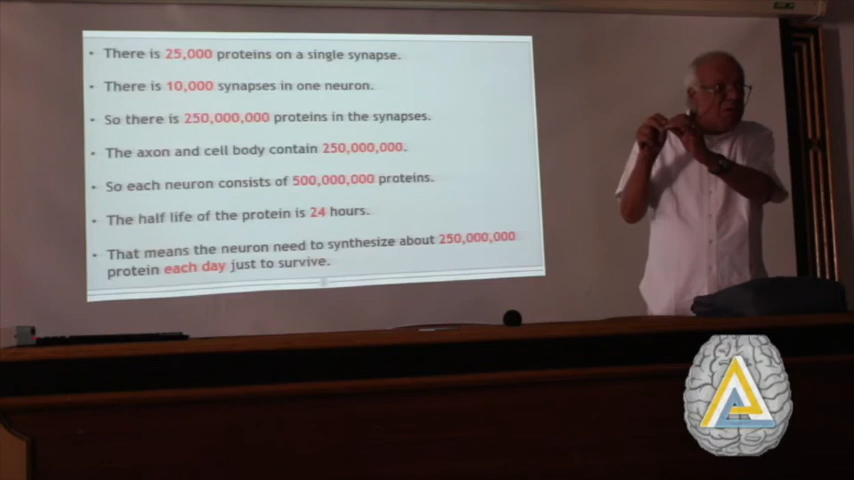 • There is 25,000 proteins on a single synapse.
• There is 10,000 synapses in one neuron.
• So there is 250,000,000 proteins in the synapses.
• The axon and cell body contain 250,000,000.
• So each neuron consists of 500,000,000 proteins.
• The half life of the protein is 24 hours.
• That means the neuron need to synthesize about 250,000,000
protein each day just to survive.